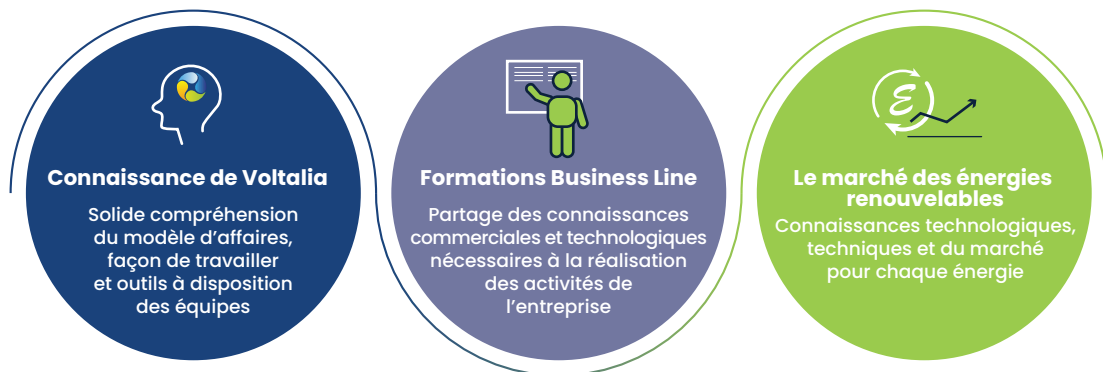 Connaissance de Voltalia
Solide compréhension
du modèle d’affaires,
façon de travailler
et outils à disposition
des équipes
Formations Business Line
Partage des connaissances
commerciales et technologiques
nécessaires à la réalisation
des activités de
l’entreprise
Le marché des énergies
renouvelables
Connaissances technologiques,
techniques et du marché
pour chaque énergie